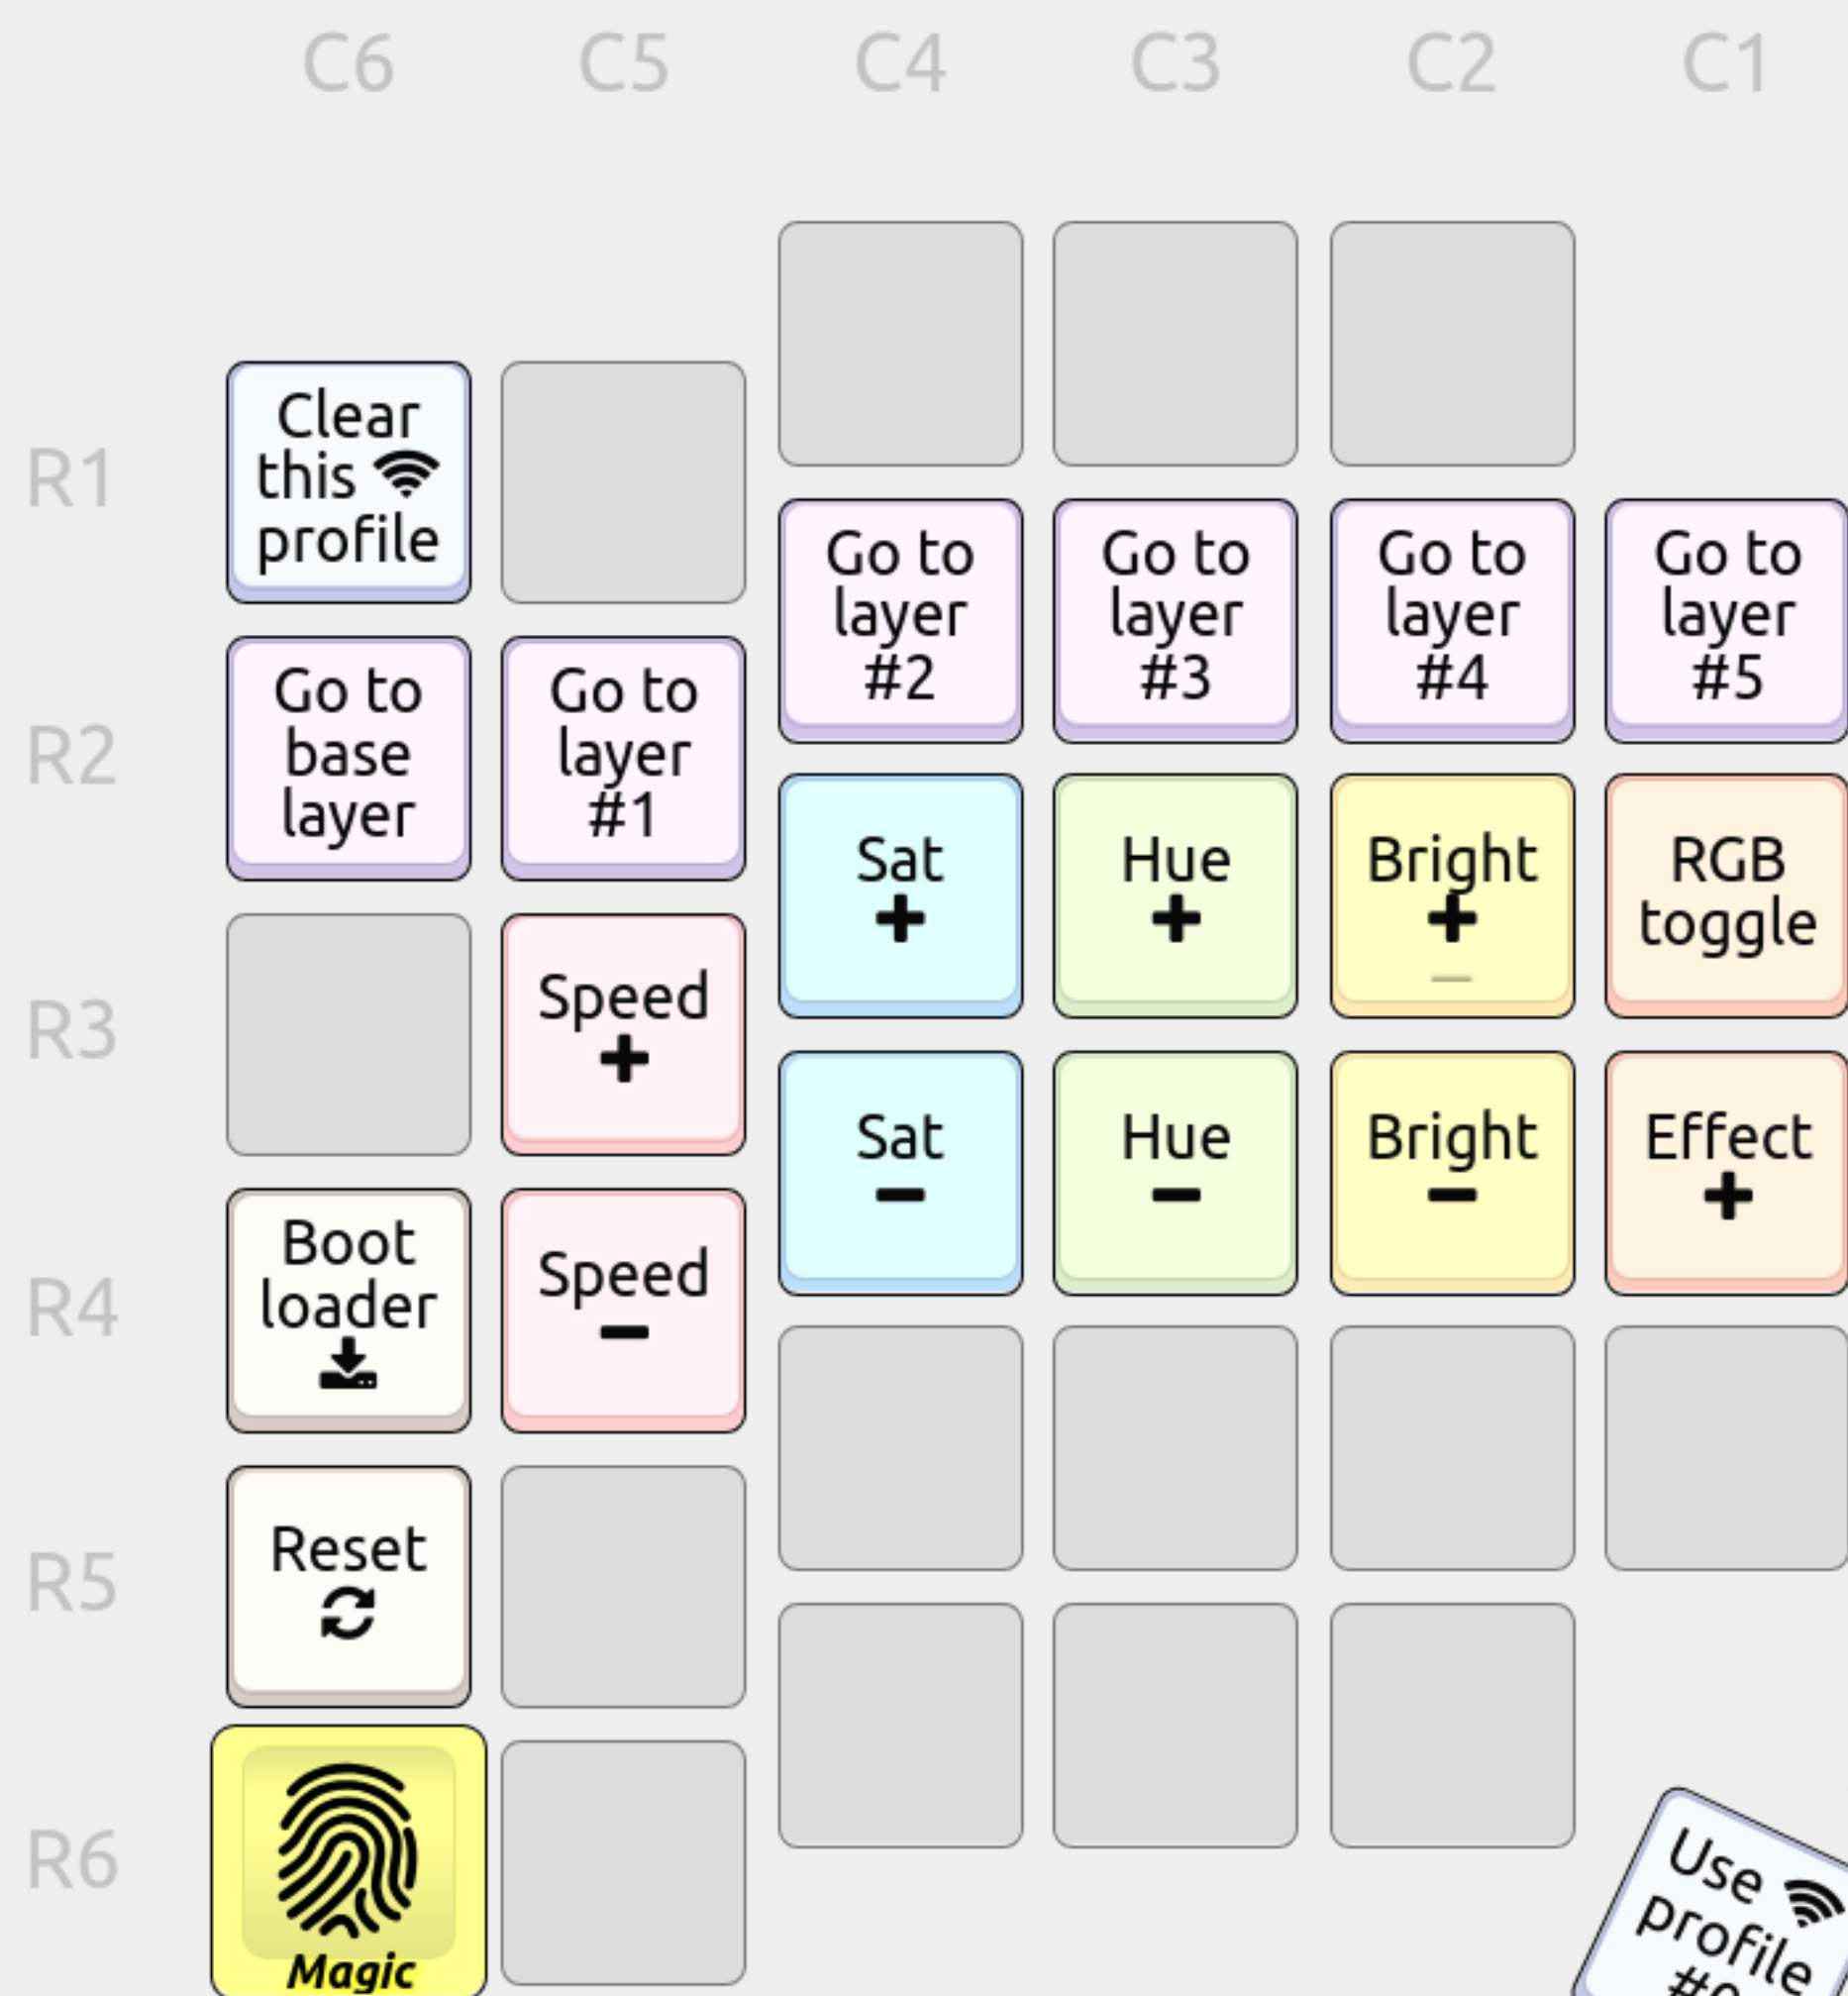 C6 C5 C4 C3 C2 C1
R1
Clear
this
profile
R2
Go to
base
layer
Go to
layer
#1
Go to
layer
#2
Go to
layer
#3
Go to
layer
#4
Go to
layer
#5
R3
Speed
+
Sat
+
Hue
+
Bright
+
RGB
toggle
R4
Boot
loader
Speed
-
Sat
-
Hue
-
Bright
-
Effect
+
R5
Reset
R6
Magic
Use
profile